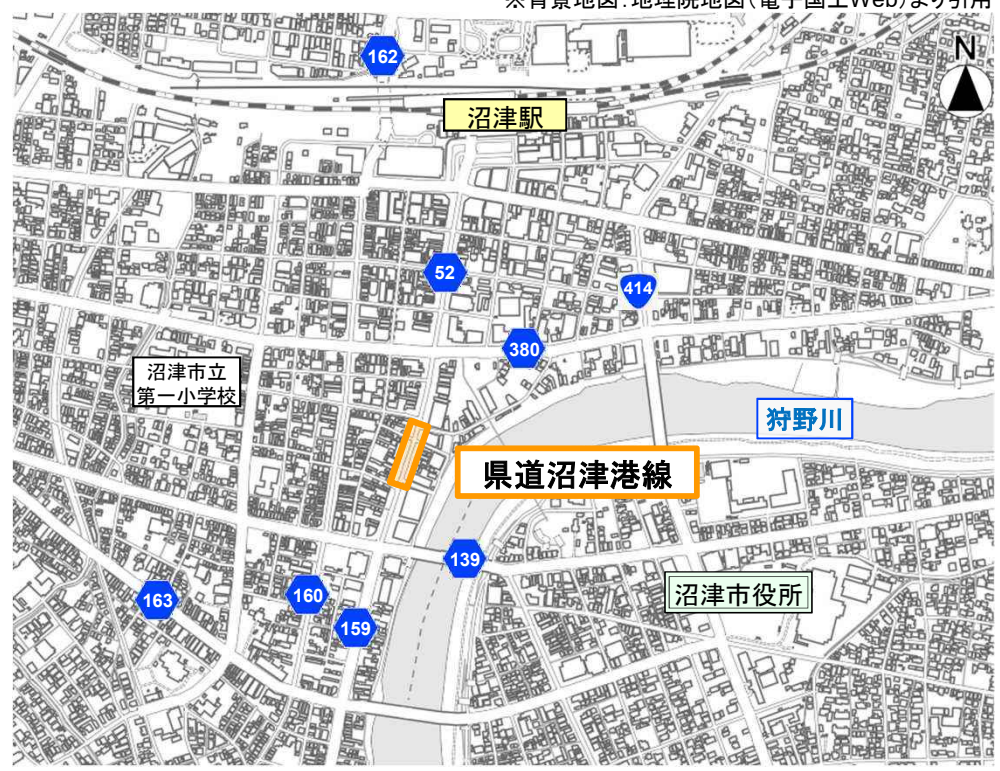 ※背景地図：地理院地図（電子国土Web）より引用
N
162
沼津駅
52
414
380
沼津市立
第一小学校
狩野川
県道沼津港線
139
163
160
沼津市役所
159